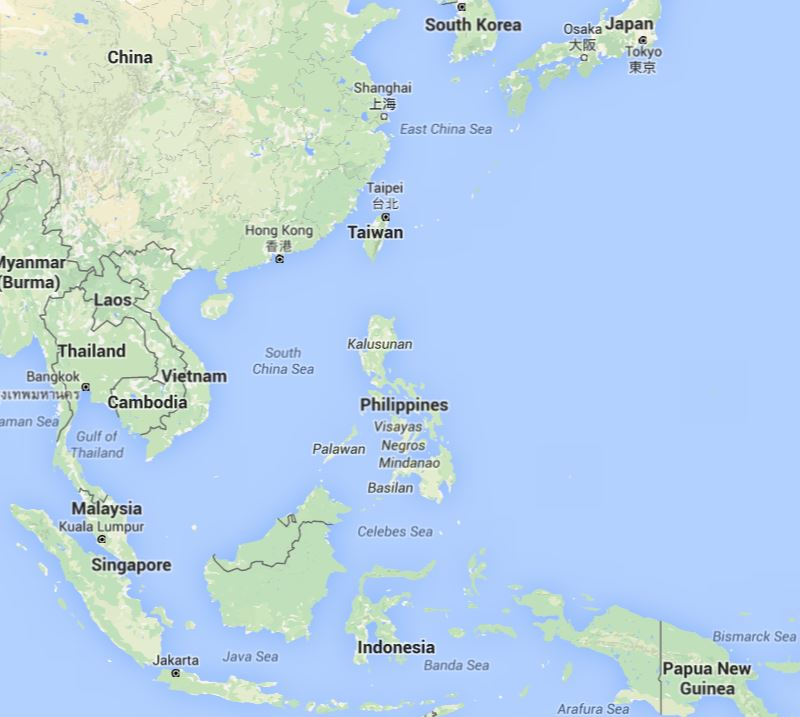 South Korea
Japan
Osaka
大阪
Tokyo
東京
China
Shanghai
上海
East China Sea
Taipei
台北
Taiwan
Hong Kong
香港
Myanmar
(Burma)
Laos
Kalusunan
South
China Sea
Thailand
Bangkok
Vietnam
Cambodia
Philippines
aman Sea
Gulf of
Thailand
Visayas
Negros
Palawan
Mindanao
Basilan
Malaysia
Kuala Lumpur
Celebes Sea
Singapore
Indonesia
Bismarck Sea
Jakarta
Java Sea
Banda Sea
Papua New
Guinea
Arafura Sea